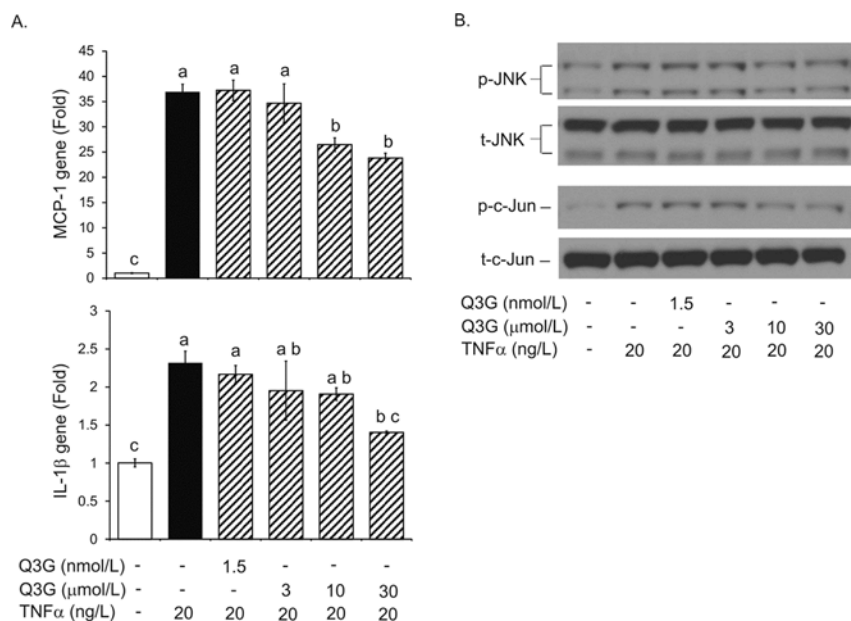 A.
MCP-1 gene (Fold)
45
40
35
30
25
20
15
10
5
0
c
a
a
a
b
b
IL-1β gene (Fold)
3
2.5
2
1.5
1
0.5
0
c
a
a
a b
a b
b c
Q3G (nmol/L) - - 1.5 - - -
Q3G (μmol/L) - - - 3 10 30
TNFα (ng/L) - 20 20 20 20 20
B.
p-JNK
t-JNK
p-c-Jun
t-c-Jun
Q3G (nmol/L) - - 1.5 - - -
Q3G (μmol/L) - - - 3 10 30
TNFα (ng/L) - 20 20 20 20 20